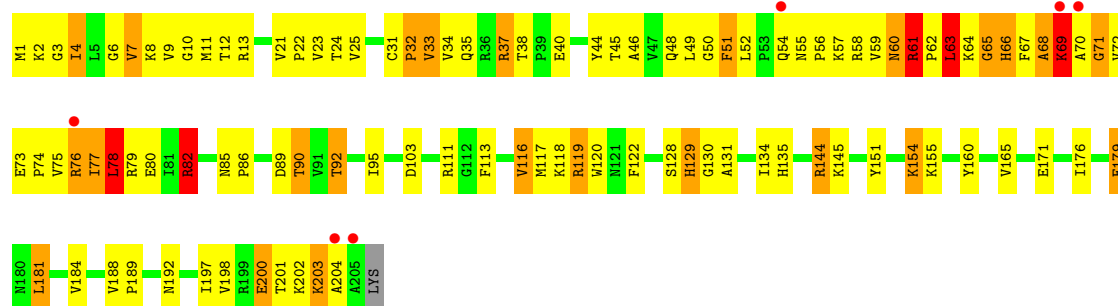 M1 K2 G3 I4 L5 G6 V7 K8 V9 G10 M11 T12 R13 V21 P22 V23 T24 V25 C31 P32 V33 V34 Q35 R36 R37 T38 P39 E40 Y44 T45 A46 V47 Q48 L49 G50 F51 L52 P53 Q54 N55 P56 K57 R58 V59 N60 R61 P62 L63 K64 G65 H66 F67 A68 K69 A70 G71 V72
E73 P74 V75 R76 I77 L78 R79 E80 I81 R82 N85 P86 D89 T90 V91 T92 I95 D103 R111 G112 F113 V116 M117 K118 R119 W120 N121 F122 S128 H129 G130 A131 I134 H135 R144 K145 Y151 K154 K155 Y160 V165 E171 I176
N180 L181 V184 V188 P189 N192 I197 V198 R199 E200 T201 K202 K203 A204 A205 LYS